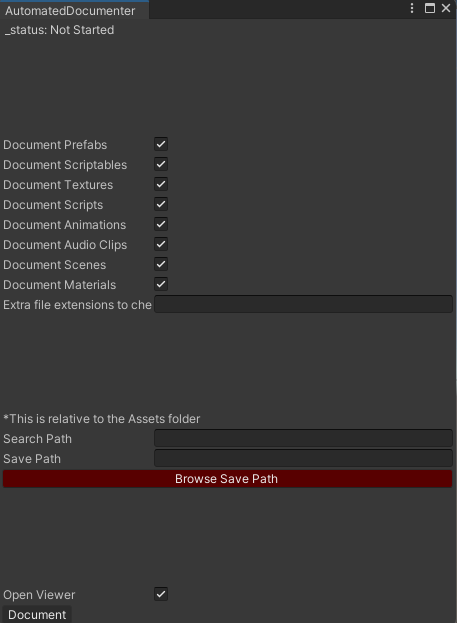 AutomatedDocumenter
_status: Not Started
Document Prefabs
Document Scriptables
Document Textures
Document Scripts
Document Animations
Document Audio Clips
Document Scenes
Document Materials
Extra file extensions to che
*This is relative to the Assets folder
Search Path
Save Path
Browse Save Path
Open Viewer
Document